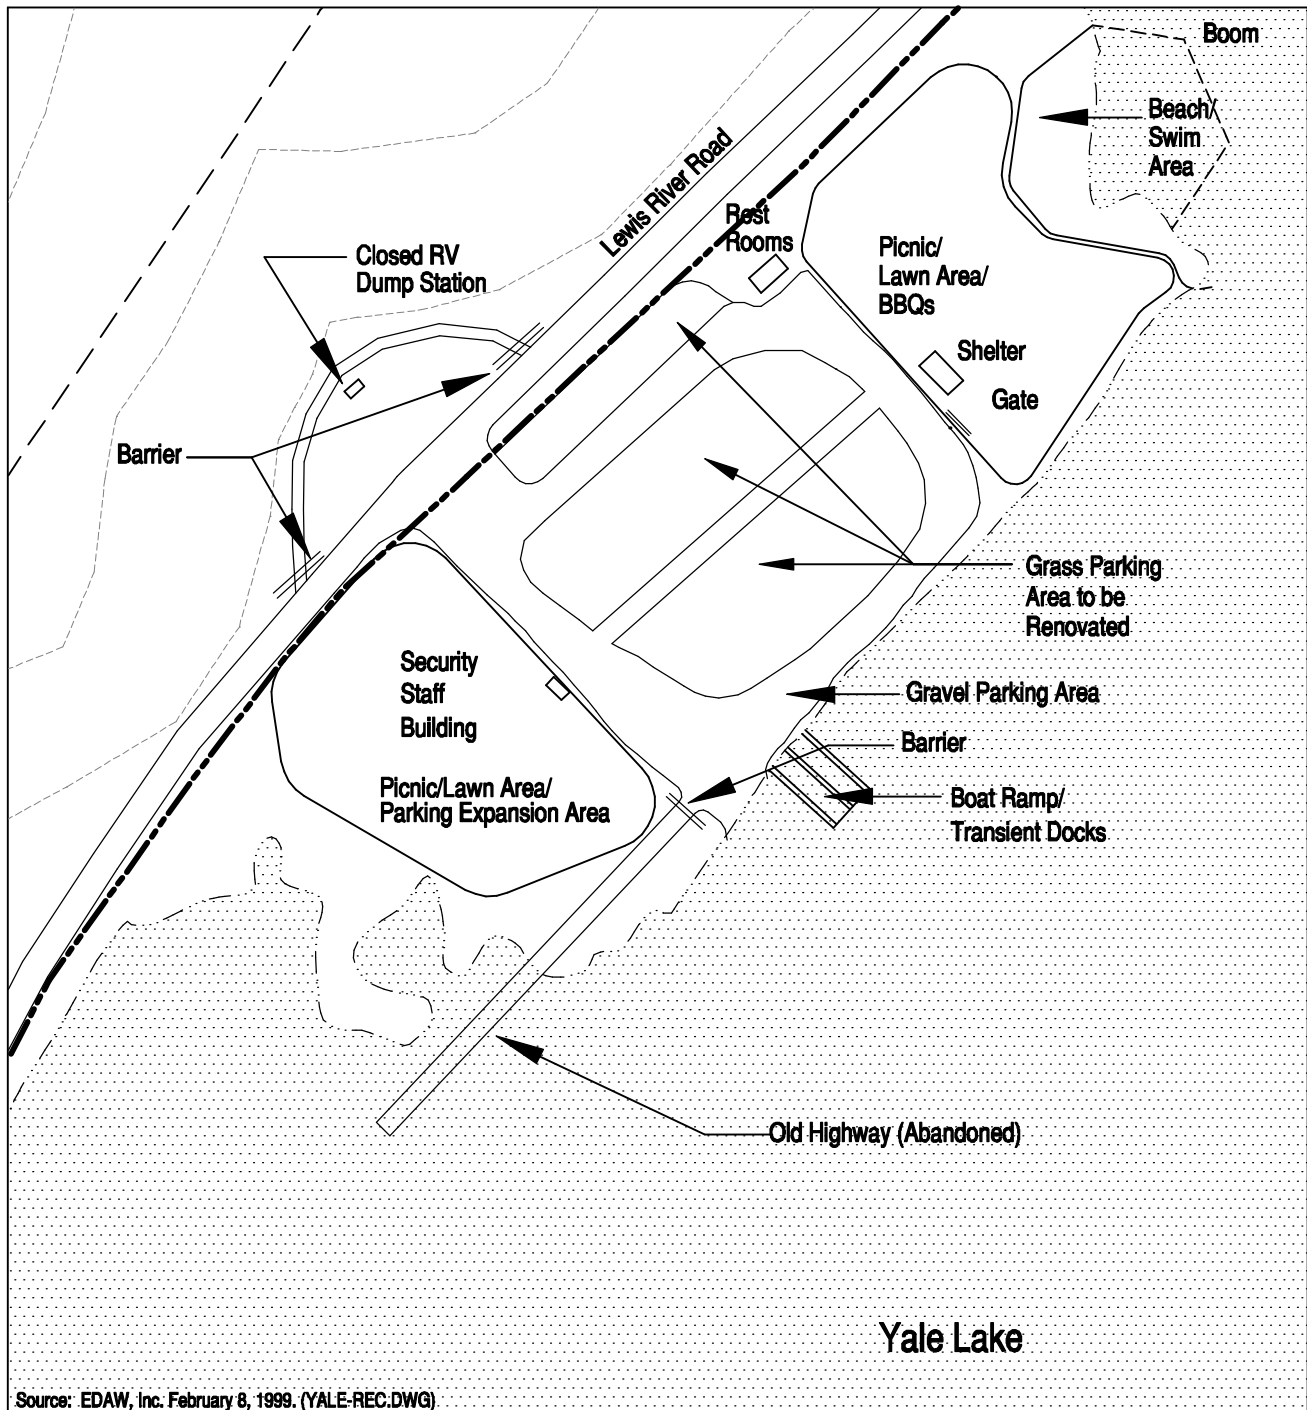 Boom
Beach/
Swim
Area
Lewis River Road
Rest
Rooms
Picnic/
Lawn Area/
BBQs
Closed RV
Dump Station
Shelter
Gate
Barrier
Grass Parking
Area to be
Renovated
Security
Staff
Building
Gravel Parking Area
Barrier
Picnic/Lawn Area/
Parking Expansion Area
Boat Ramp/
Transient Docks
Old Highway (Abandoned)
Yale Lake
Source: EDAW, Inc. February 8, 1999. (YALE-REC.DWG)